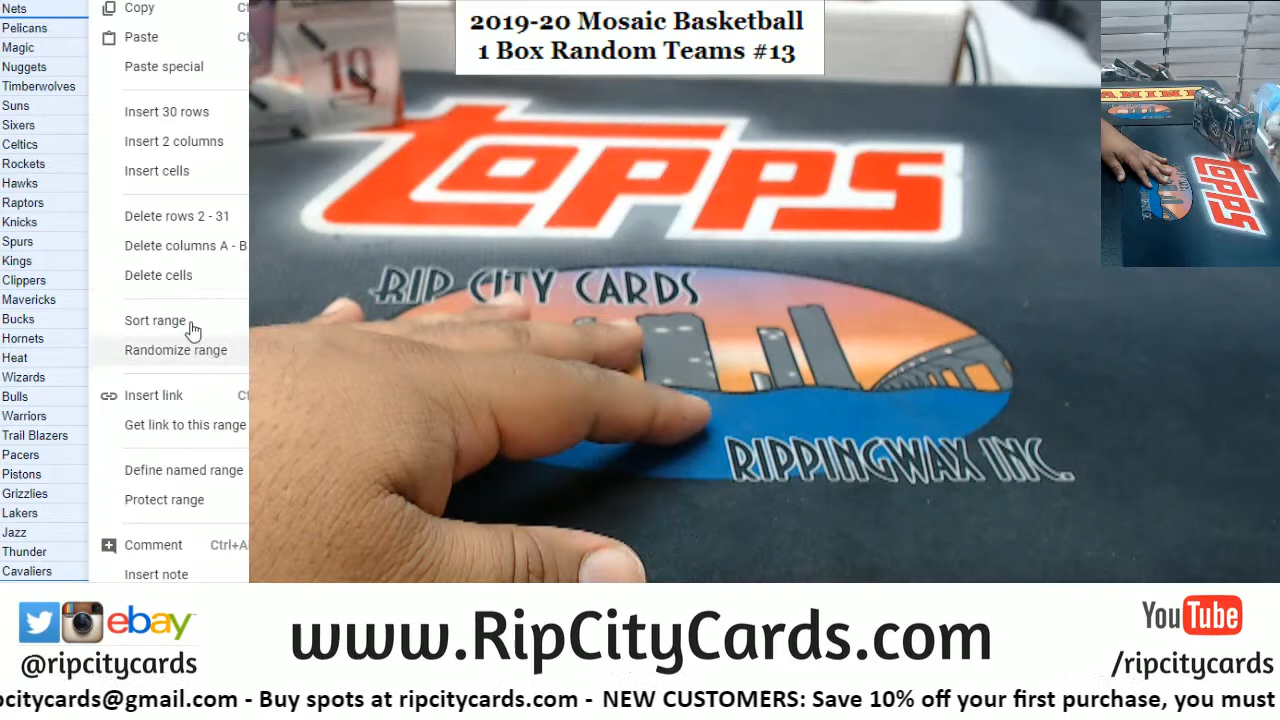 Nets
Pelicans
Magic
Nuggets
Timberwolves
Suns
Sixers
Celtics
Rockets
Hawks
Raptors
Knicks
Spurs
Kings
Clippers
Mavericks
Bucks
Hornets
Heat
Wizards
Bulls
Warriors
Trail Blazers
Pacers
Pistons
Grizzlies
Lakers
Jazz
Thunder
Cavaliers
Copy
Paste
Paste special
Insert 30 rows
Insert 2 columns
Insert cells
Delete rows 2 - 31
Delete columns A - B
Delete cells
Sort range
Randomize range
Insert link
Get link to this range
Define named range
Protect range
Comment Ctrl+A
Insert note
2019-20 Mosaic Basketball
1 Box Random Teams #13
topps
RIP CITY CARDS
RIPPINGWAX INC.
PANINI
topps
ebay
@ripcitycards
www.RipCityCards.com
YouTube
/ripcitycards
pcitycards@gmail.com - Buy spots at ripcitycards.com - NEW CUSTOMERS: Save 10% off your first purchase, you must